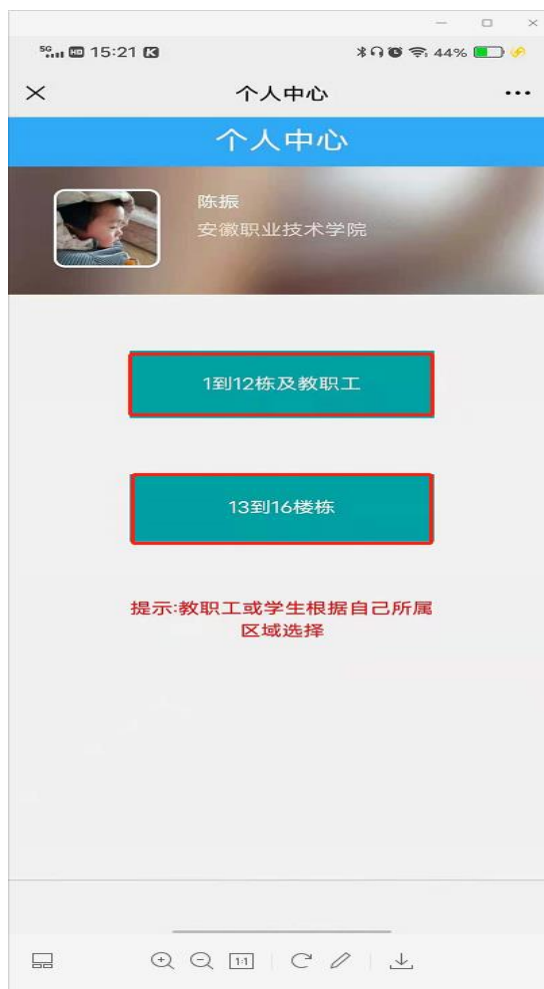 5G HD 15:21 K 44%
个人中心
个人中心
陈振
安徽职业技术学院
1到12栋及教职工
13到16楼栋
提示:教职工或学生根据自己所属
区域选择
1:1